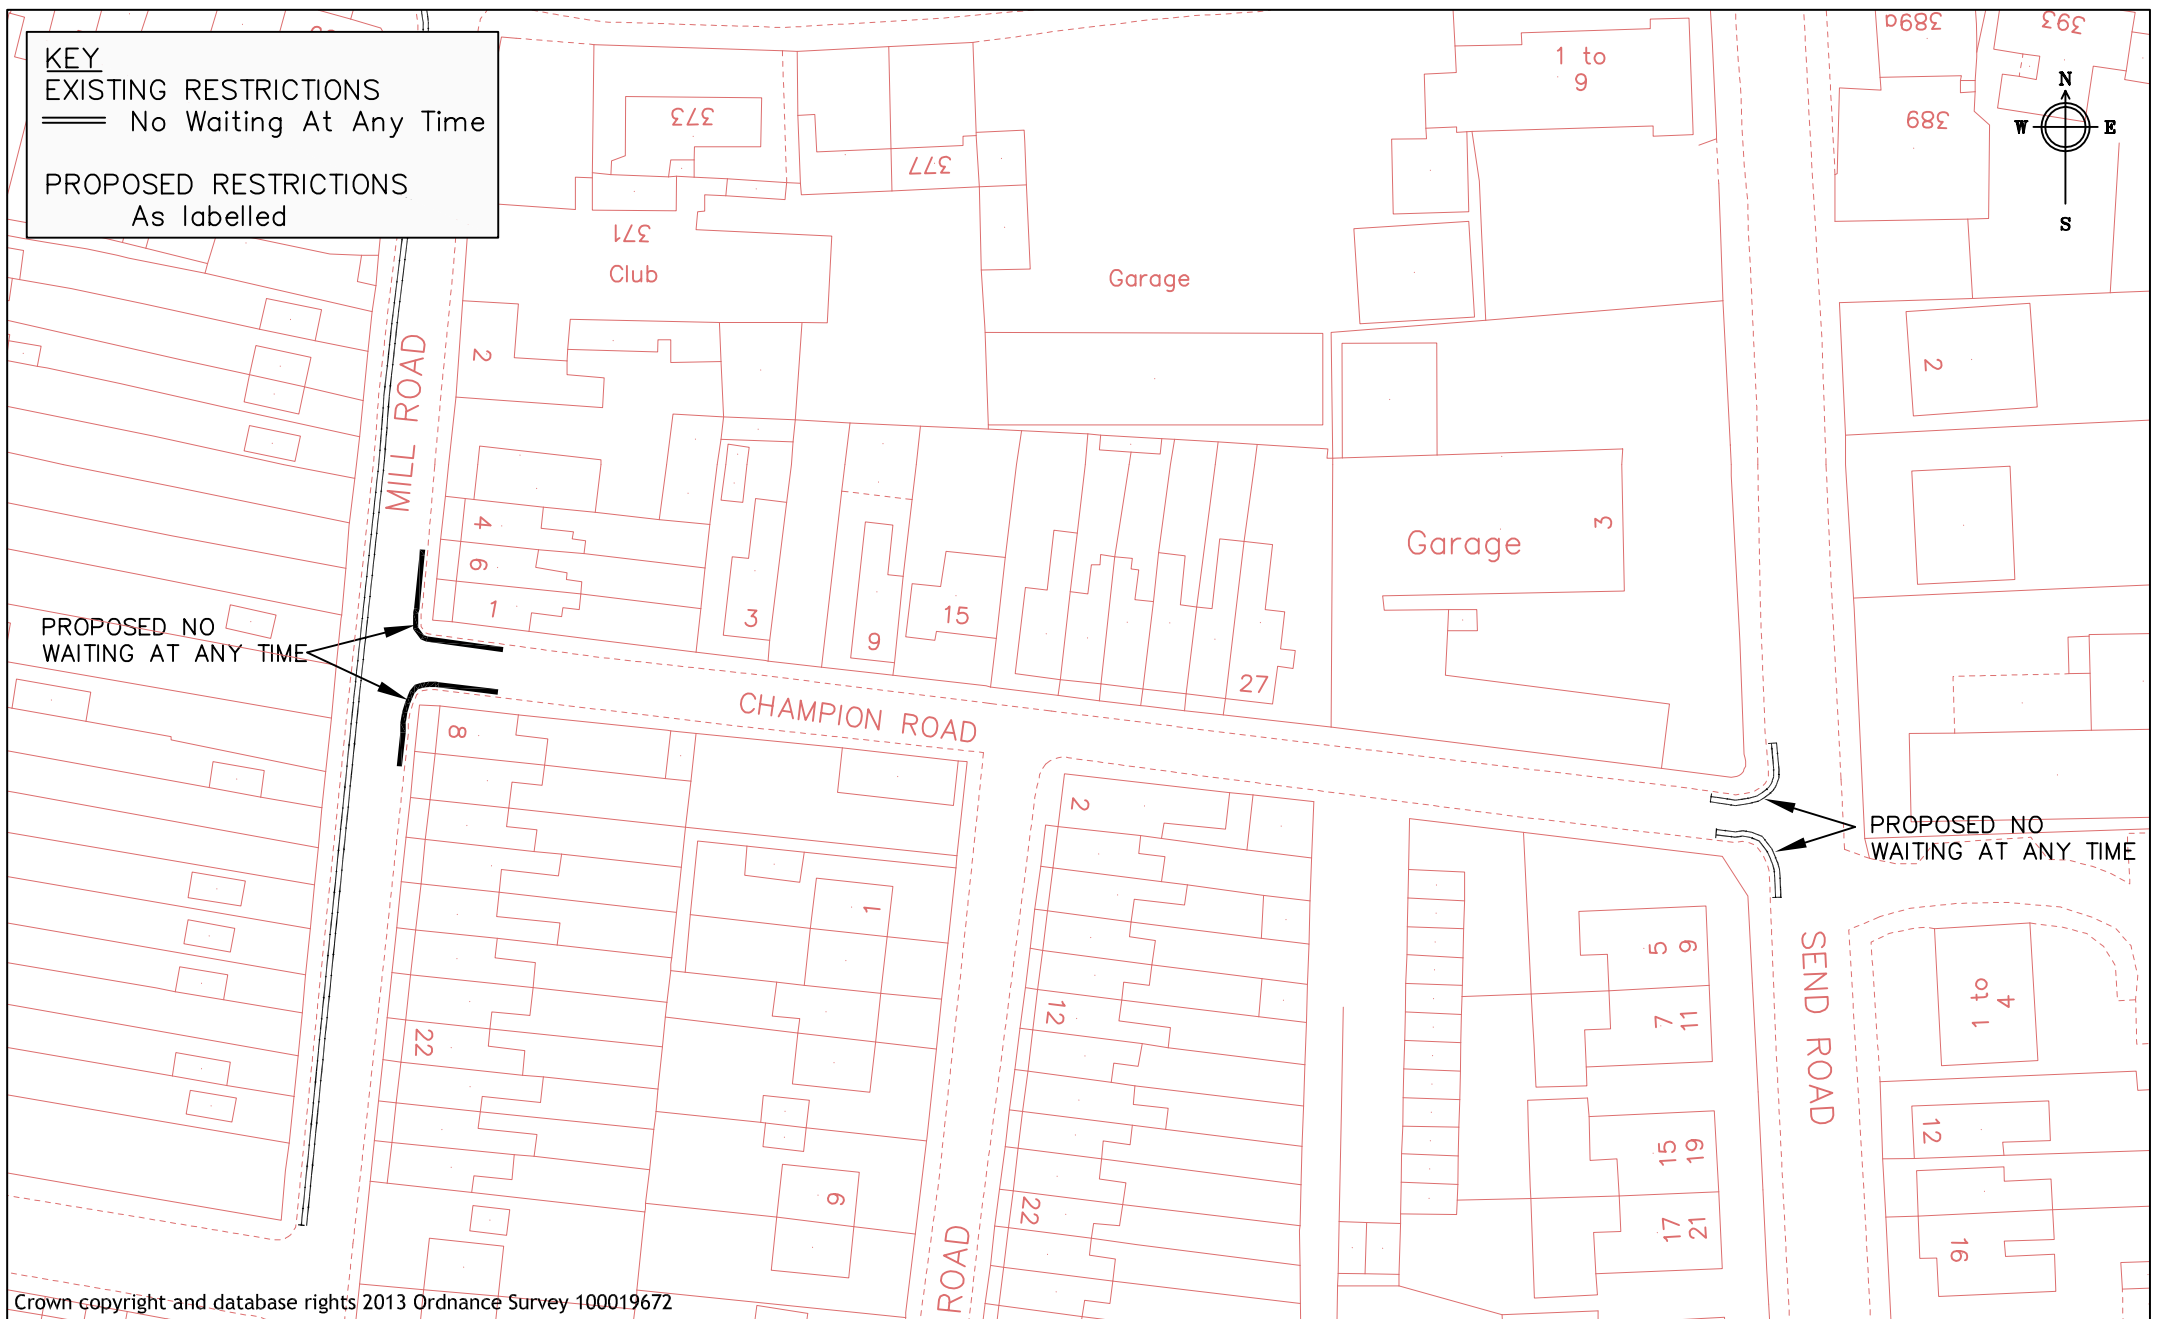 KEY
EXISTING RESTRICTIONS
No Waiting At Any Time
PROPOSED RESTRICTIONS
As labelled
373
377
371
Club
Garage
1 to
9
389a
393
389
N
W E
S
2
MILL ROAD
2
4
6
1
3
9
15
27
Garage
3
PROPOSED NO
WAITING AT ANY TIME
CHAMPION ROAD
8
2
1
PROPOSED NO
WAITING AT ANY TIME
5 9
7 11
SEND ROAD
1 to
4
22
12
15 19
17 21
12
16
6
22
ROAD
Crown copyright and database rights 2013 Ordnance Survey 100019672